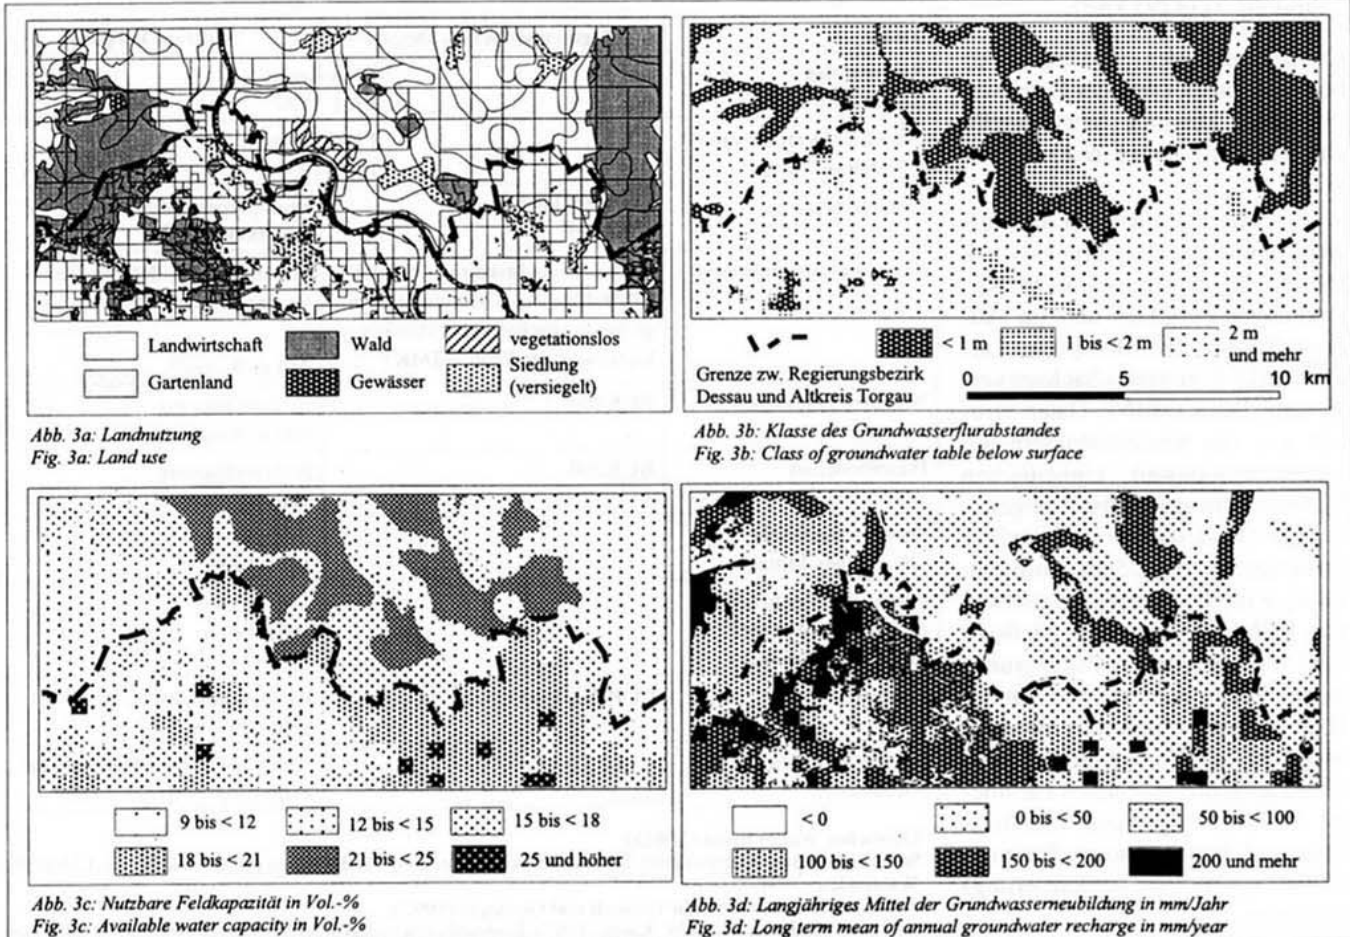 Landwirtschaft
Wald
vegetationslos
Gartenland
Gewässer
Siedlung
(versiegelt)
Abb. 3a: Landnutzung
Fig. 3a: Land use
< 1 m
1 bis < 2 m
2 m
und mehr
Grenze zw. Regierungsbezirk
Dessau und Altkreis Torgau
0 5 10 km
Abb. 3b: Klasse des Grundwasserflurabstandes
Fig. 3b: Class of groundwater table below surface
9 bis < 12
12 bis < 15
15 bis < 18
18 bis < 21
21 bis < 25
25 und höher
Abb. 3c: Nutzbare Feldkapazität in Vol.-%
Fig. 3c: Available water capacity in Vol.-%
< 0
0 bis < 50
50 bis < 100
100 bis < 150
150 bis < 200
200 und mehr
Abb. 3d: Langjähriges Mittel der Grundwasserneubildung in mm/Jahr
Fig. 3d: Long term mean of annual groundwater recharge in mm/year